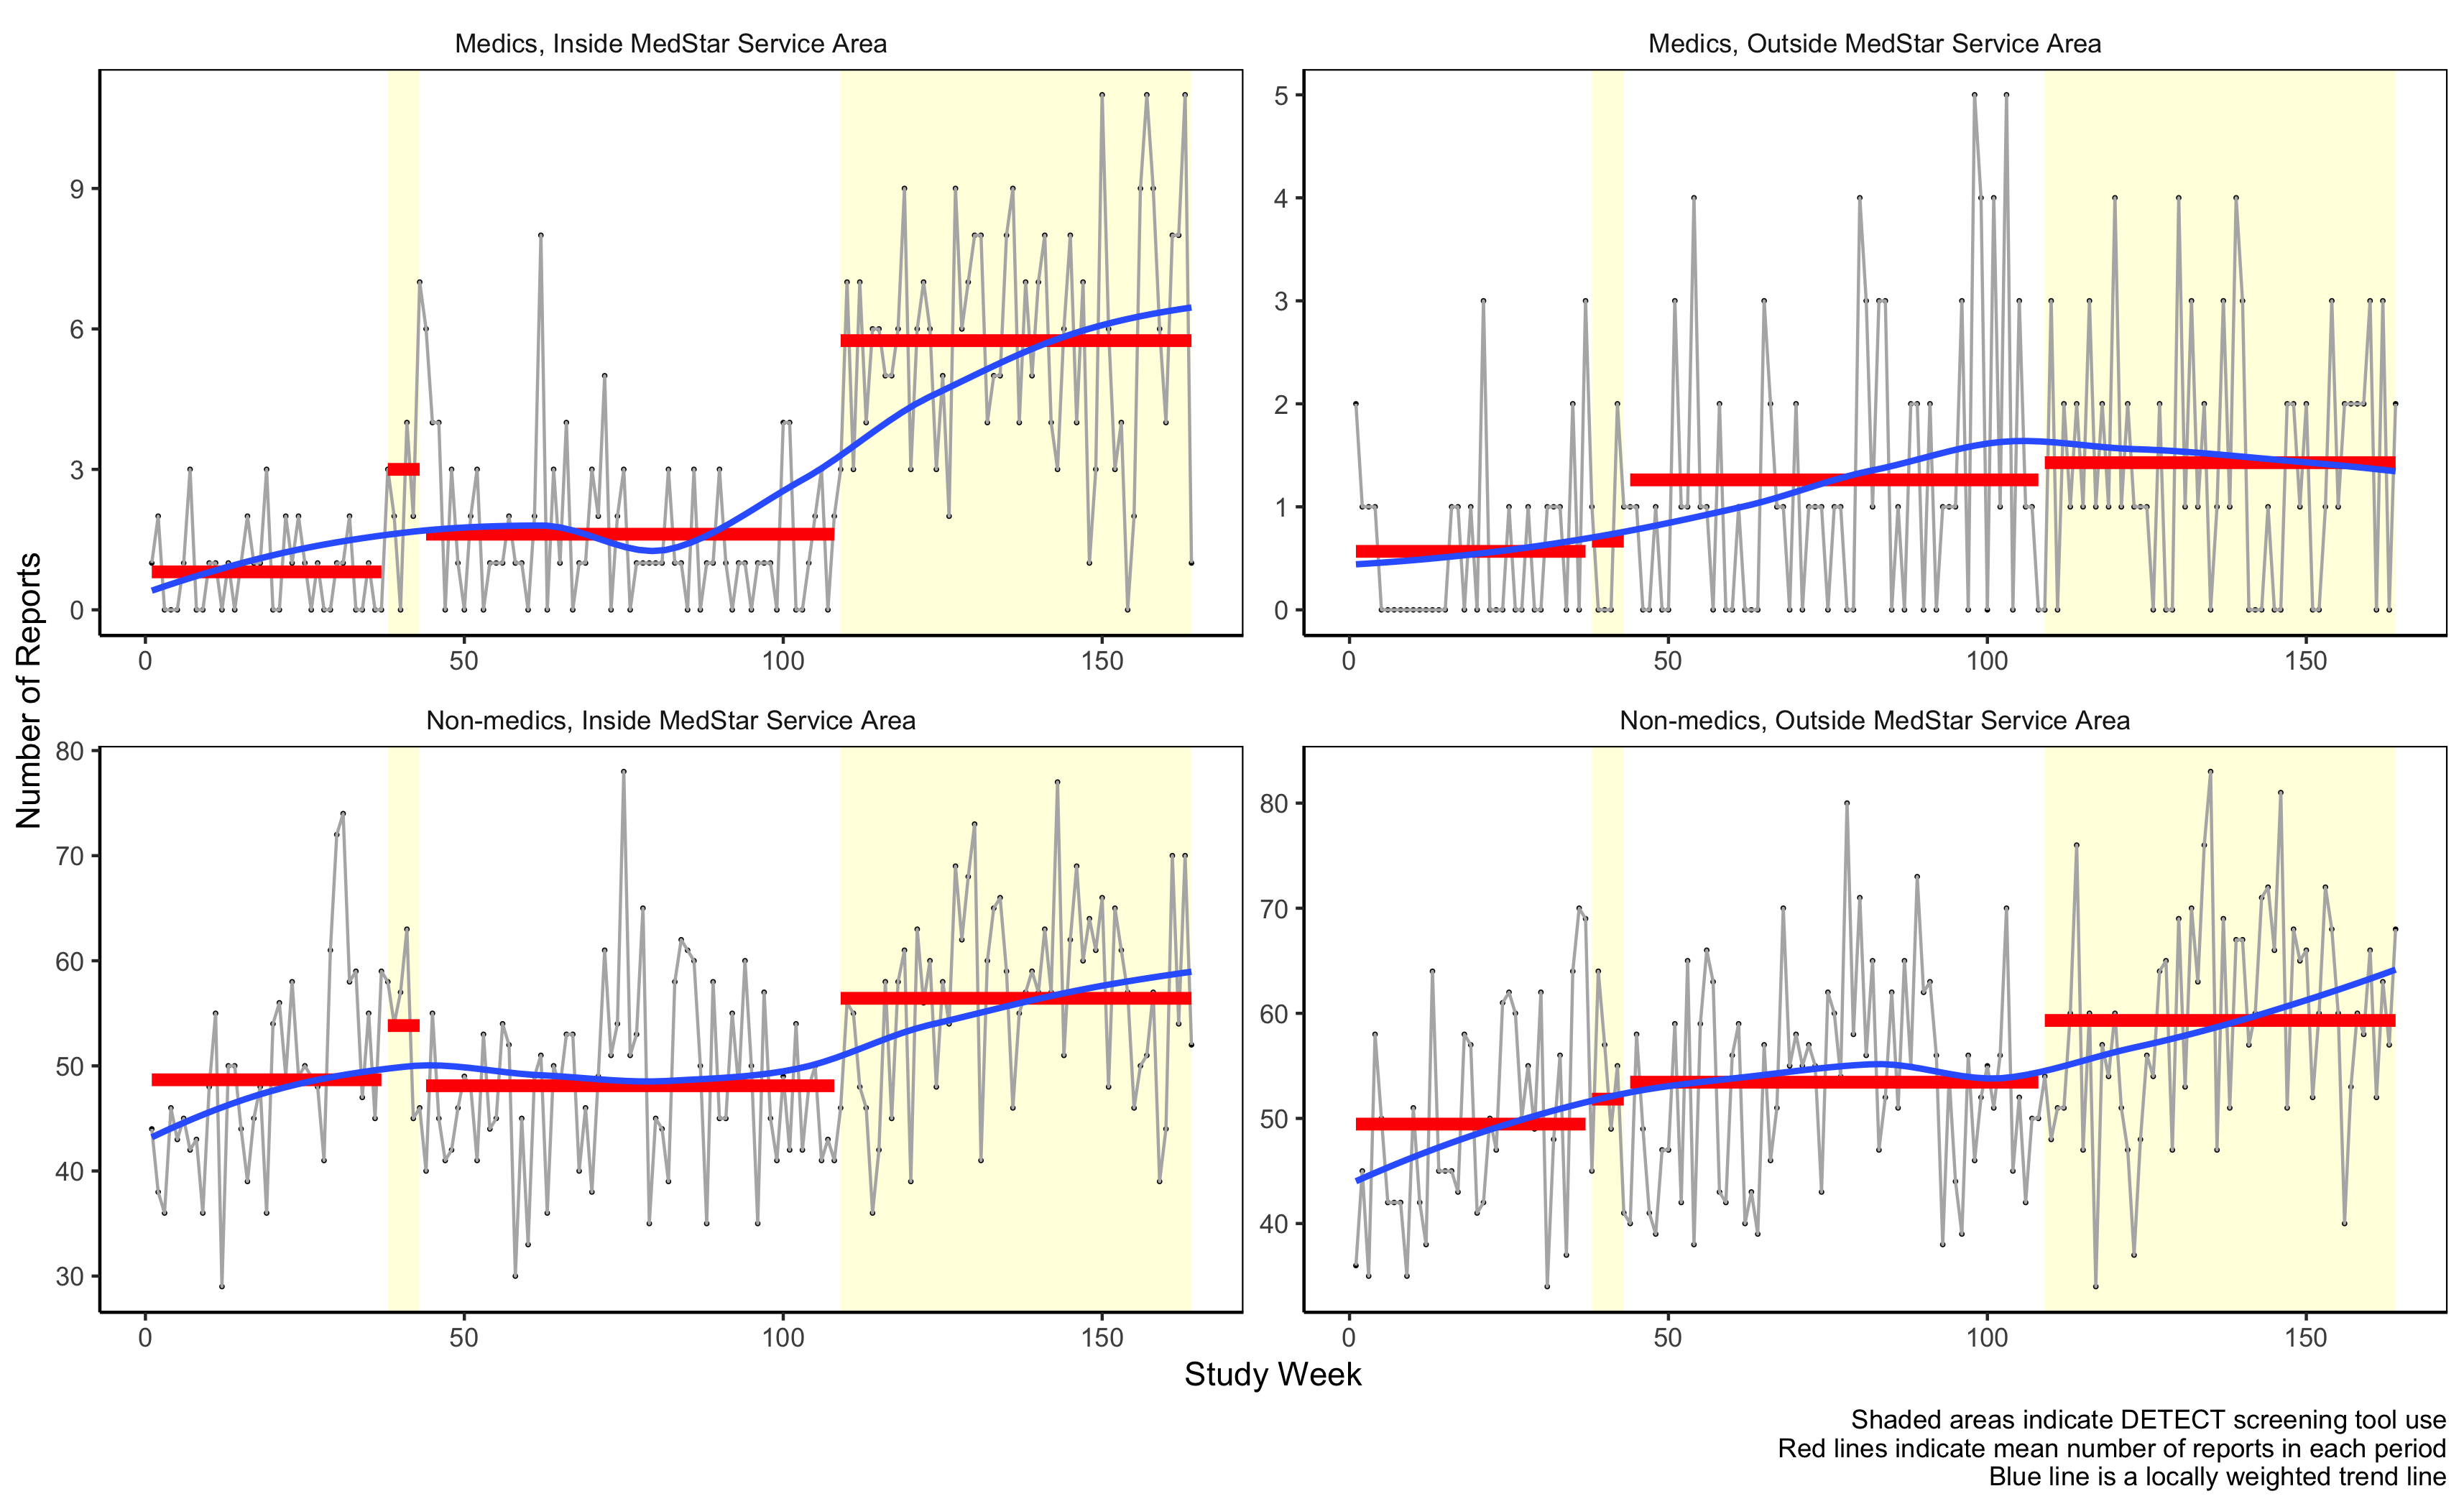 Medics, Inside MedStar Service Area
Medics, Outside MedStar Service Area
9
6
3
0
0 50 100 150
5
4
3
2
1
0
0 50 100 150
Number of Reports
Non-medics, Inside MedStar Service Area
Non-medics, Outside MedStar Service Area
80
70
60
50
40
30
0 50 100 150
80
70
60
50
40
0 50 100 150
Study Week
Shaded areas indicate DETECT screening tool use
Red lines indicate mean number of reports in each period
Blue line is a locally weighted trend line